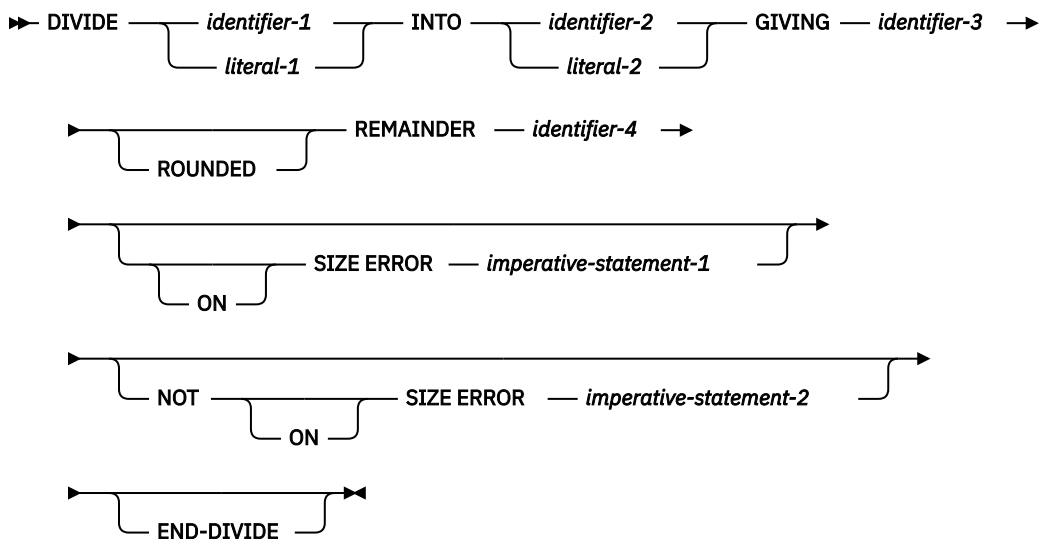 DIVIDE identifier-1 INTO identifier-2 GIVING identifier-3
literal-1 literal-2
REMAINDER identifier-4
ROUNDED
SIZE ERROR imperative-statement-1
ON
NOT SIZE ERROR imperative-statement-2
ON
END-DIVIDE